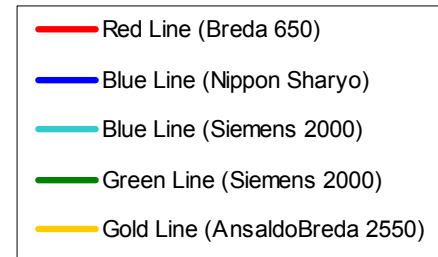 Red Line (Breda 650)
Blue Line (Nippon Sharyo)
Blue Line (Siemens 2000)
Green Line (Siemens 2000)
Gold Line (AnsaldoBreda 2550)